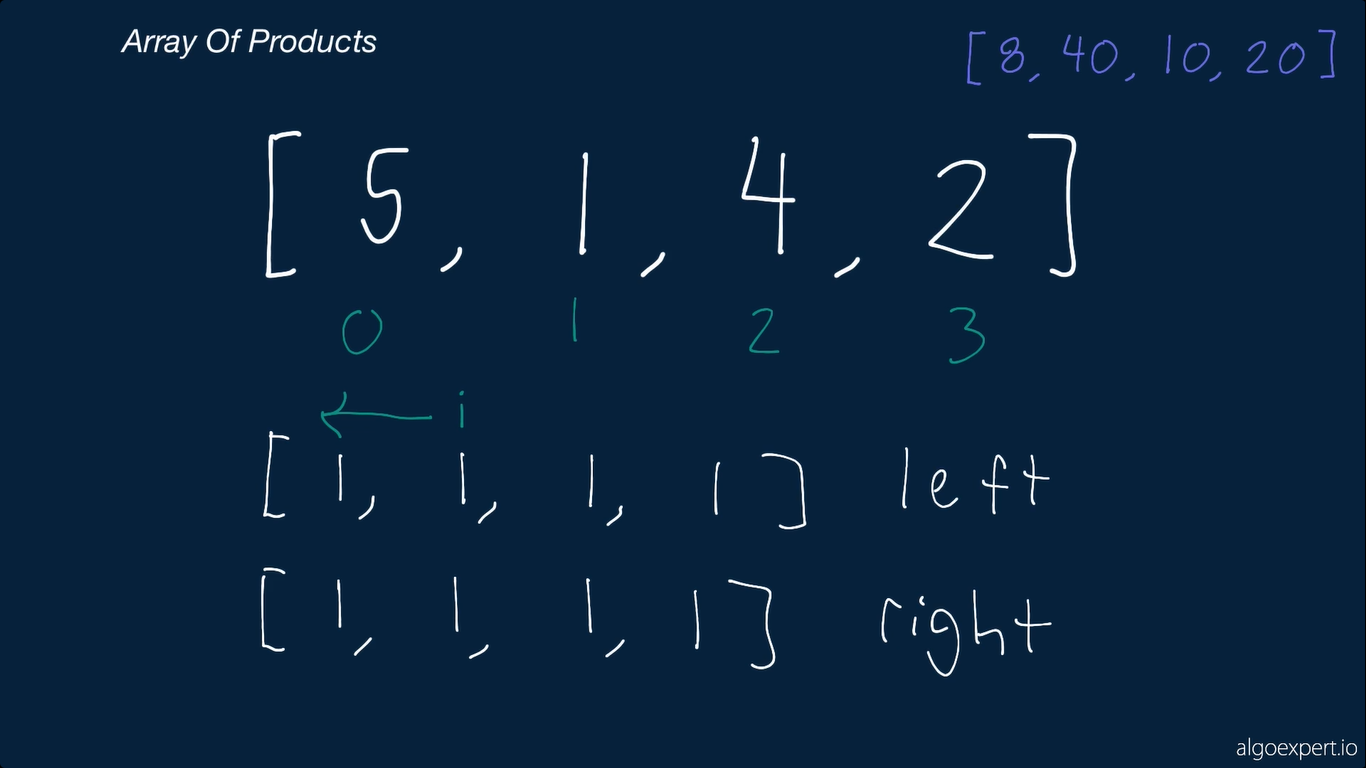 Array Of Products
[8, 40, 10, 20]
[5, 1, 4, 2]
0 1 2 3
← i
[1, 1, 1, 1] left
[1, 1, 1, 1] right
algoexpert.io